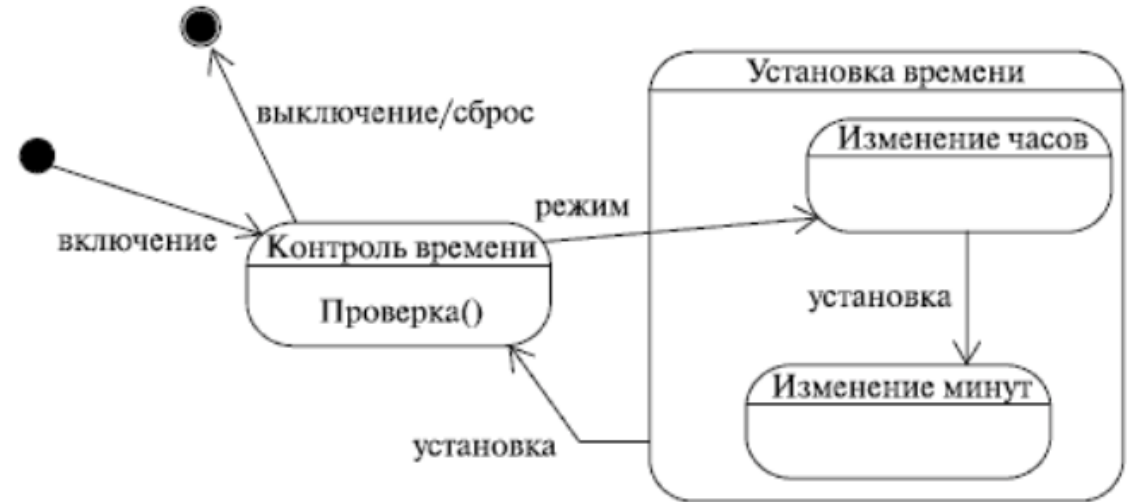 Установка времени
выключение/сброс
Изменение часов
режим
включение
Контроль времени
Проверка()
установка
Изменение минут
установка